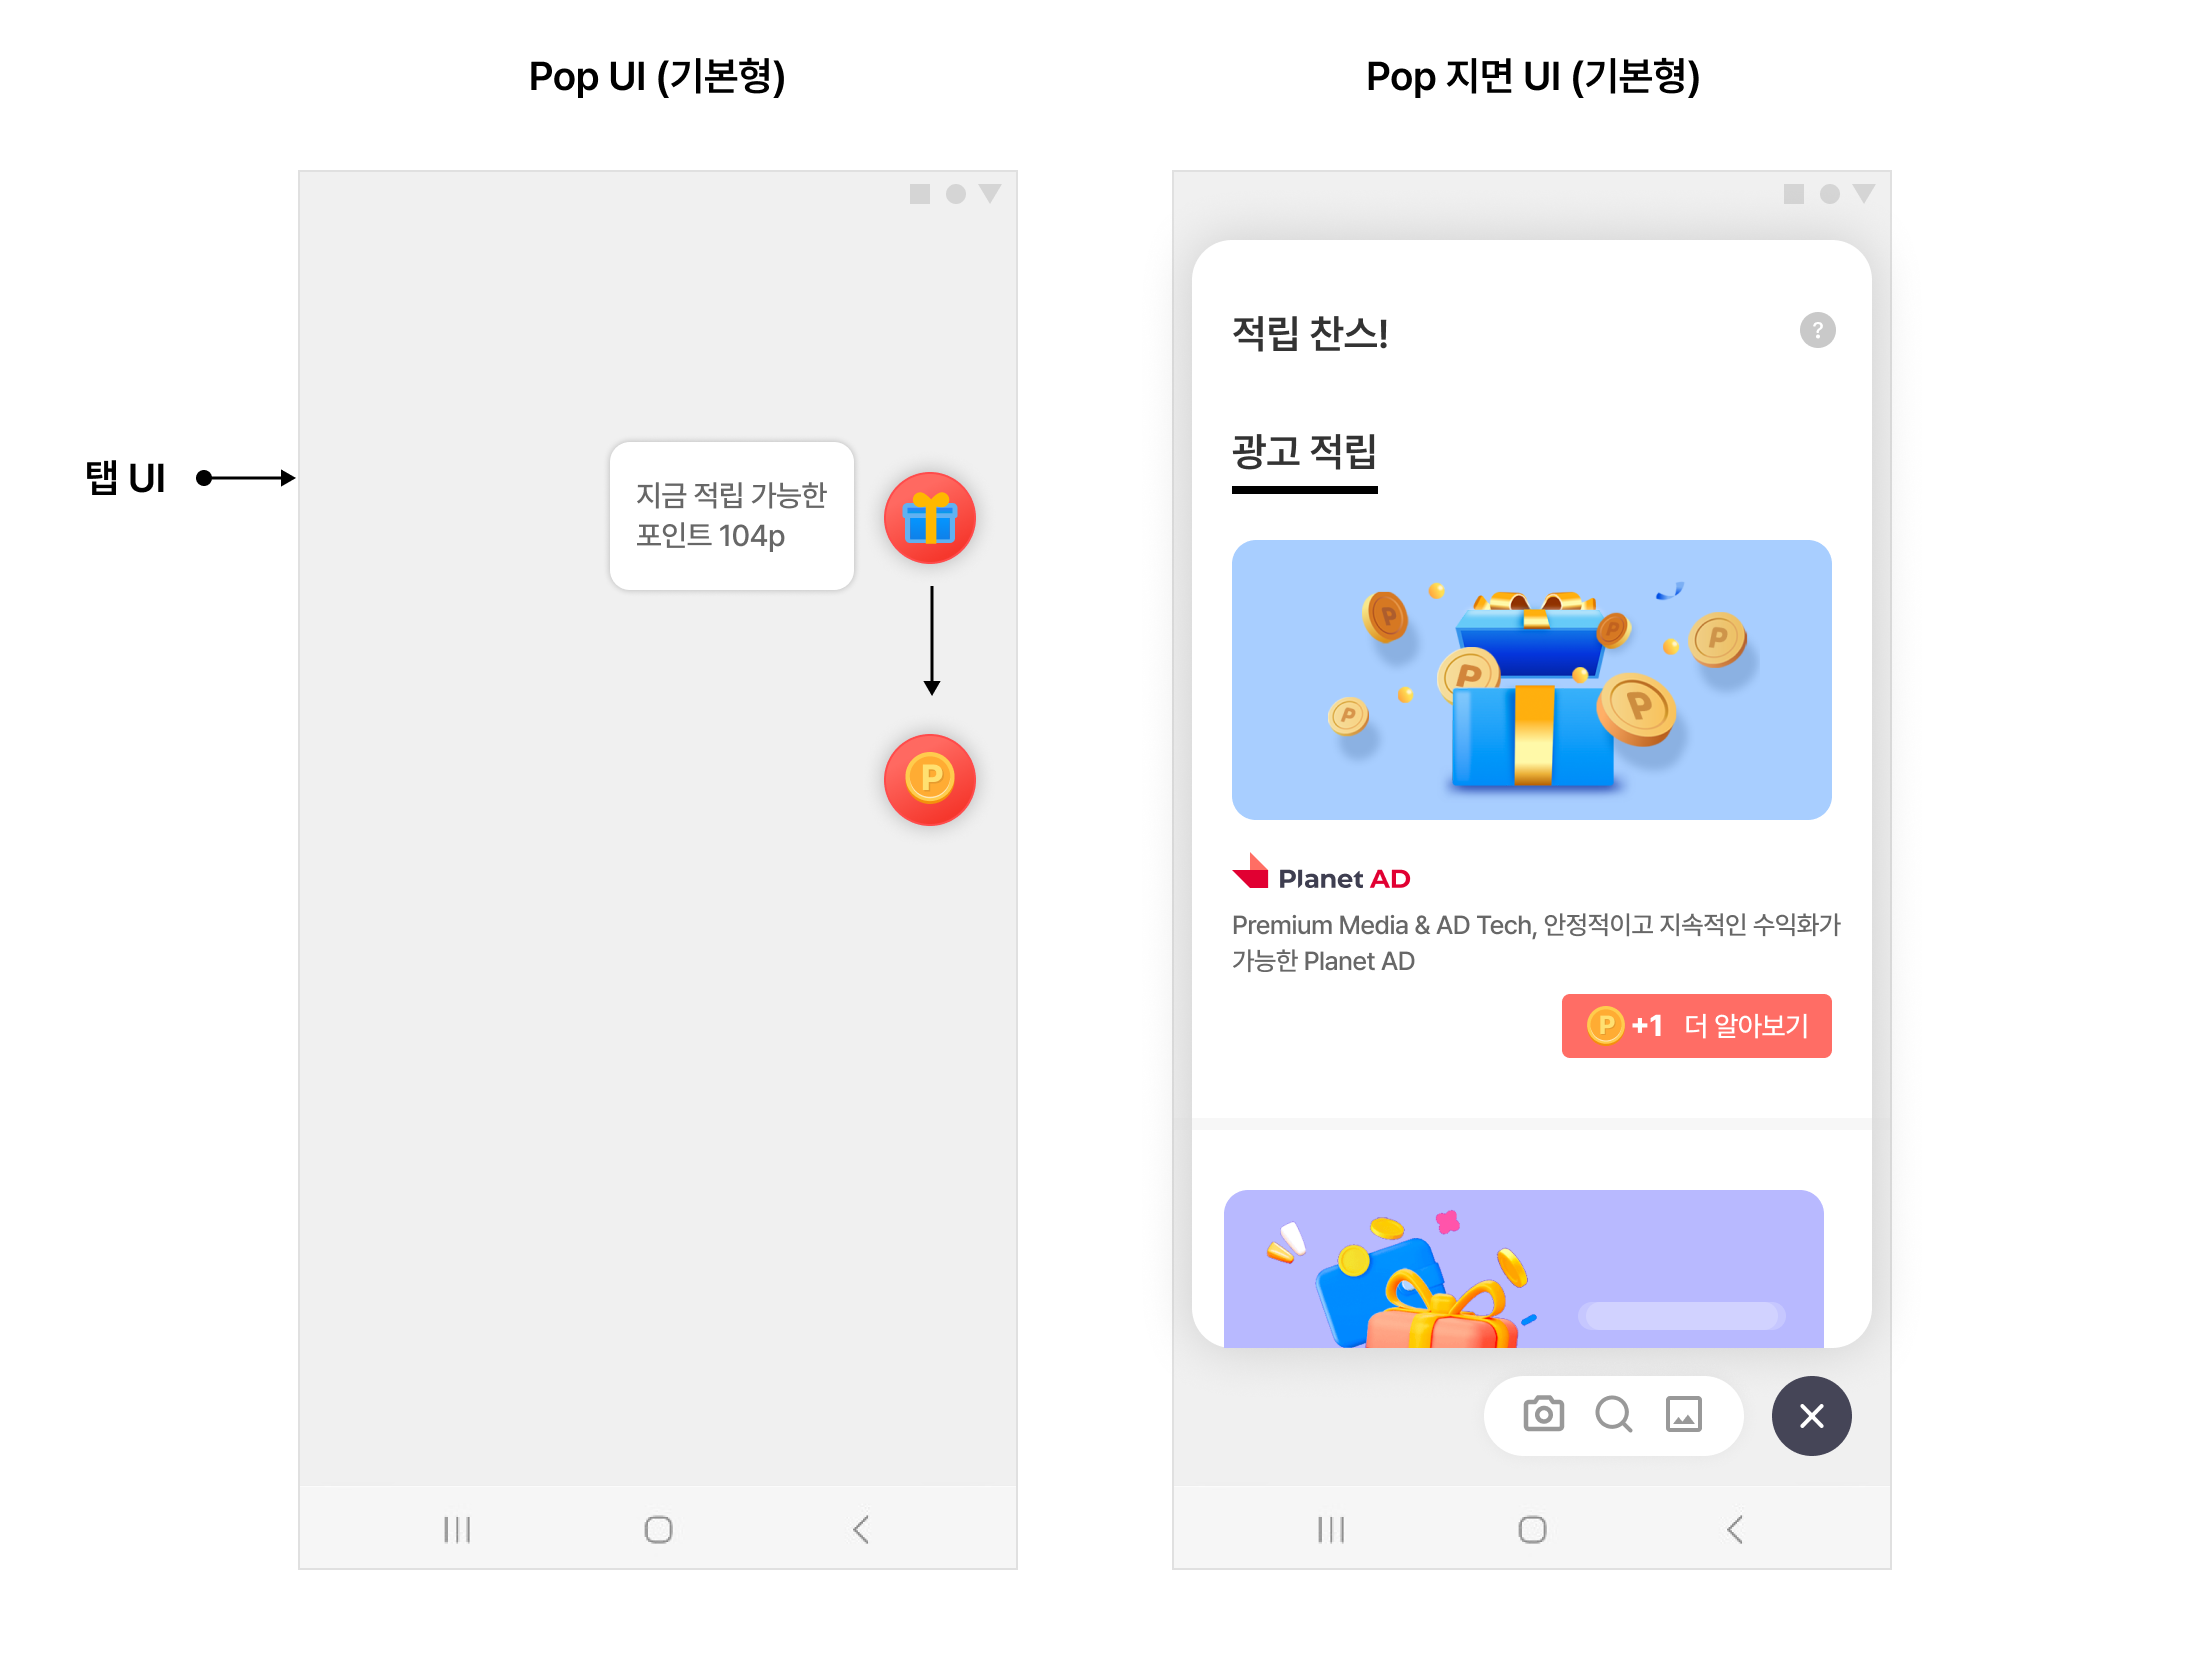 Pop UI (기본형)
Pop 지면 UI (기본형)
탭 UI
지금 적립 가능한
포인트 104p
P
적립 찬스!
?
광고 적립
P
P
P
P
P
P
Planet AD
Premium Media & AD Tech, 안정적이고 지속적인 수익화가
가능한 Planet AD
P +1 더 알아보기